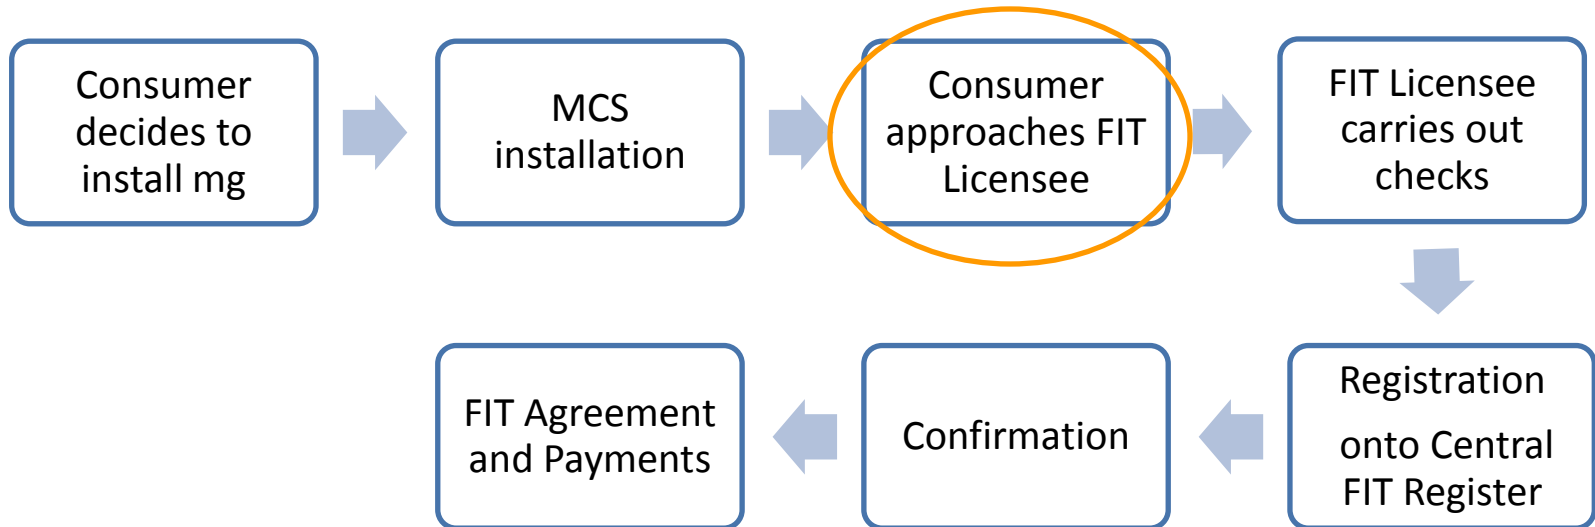 Consumer
decides to
install mg
MCS
installation
Consumer
approaches FIT
Licensee
FIT Licensee
carries out
checks
Registration
onto Central
FIT Register
Confirmation
FIT Agreement
and Payments